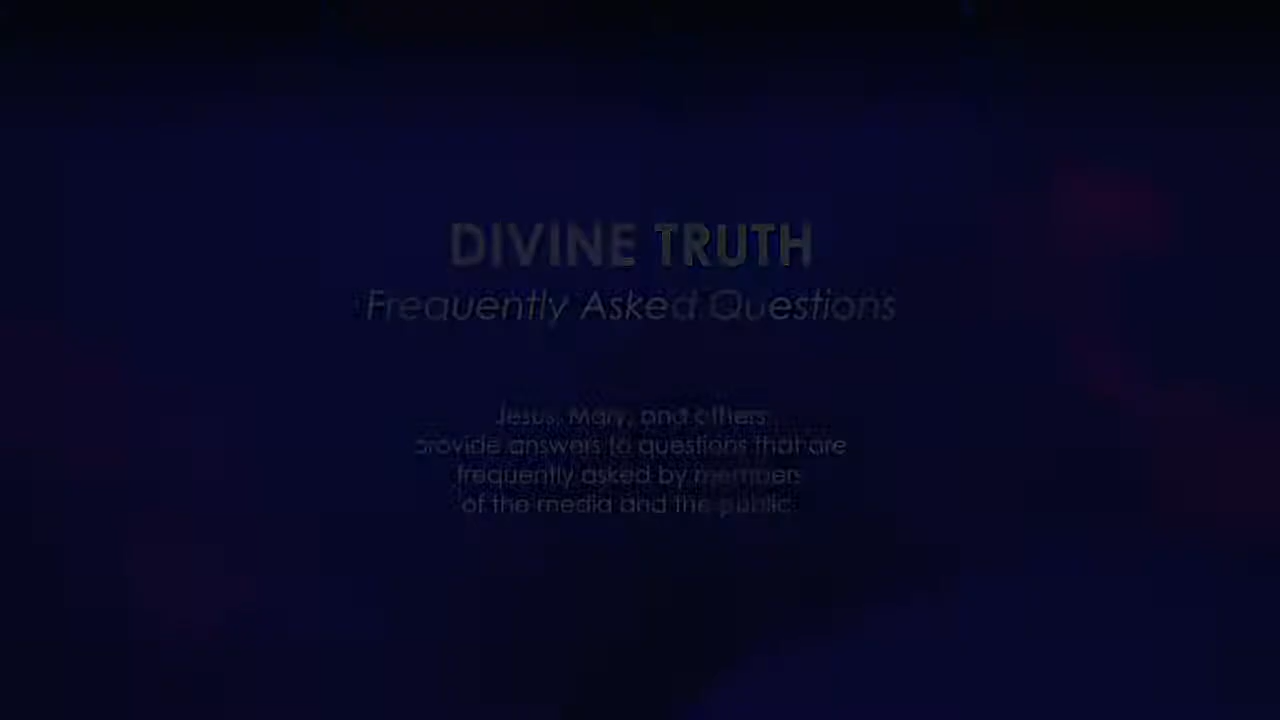 DIVINE TRUTH
Frequently Asked Questions
Jesus, Mary, and others
provide answers to questions that are
frequently asked by members
of the media and the public.